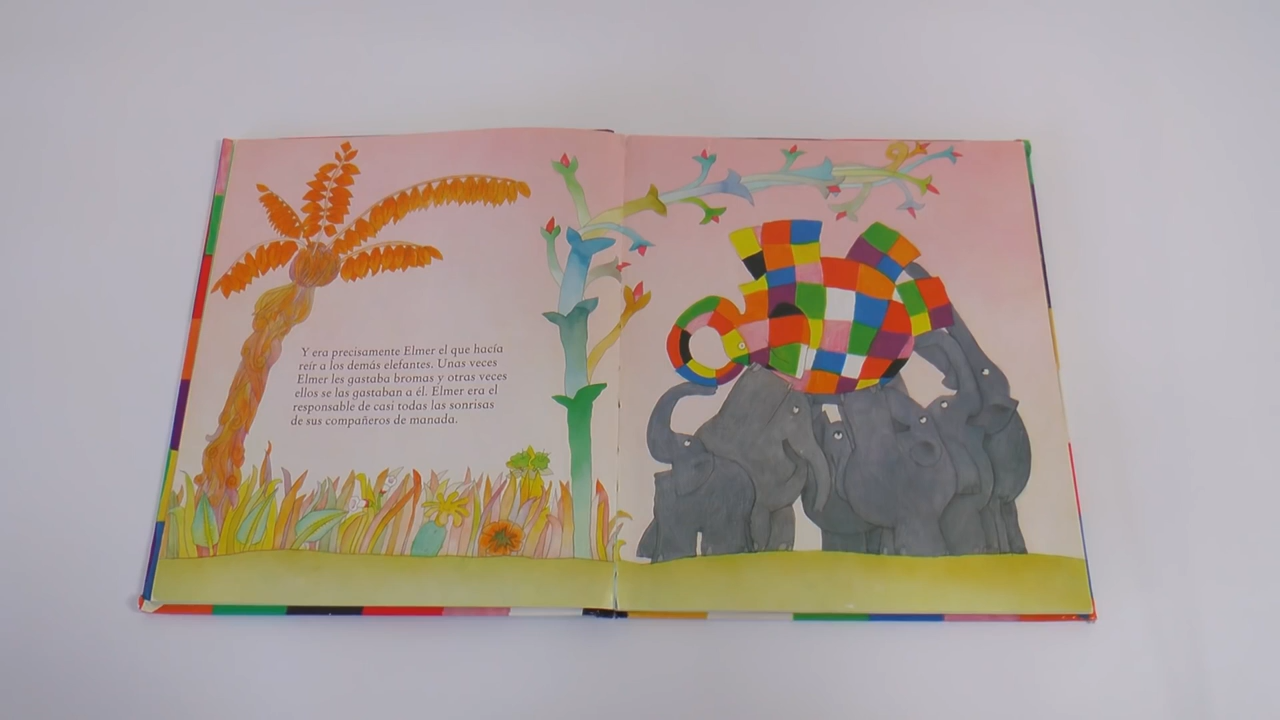 Y era precisamente Elmer el que hacía
reír a los demás elefantes. Unas veces
Elmer les gastaba bromas y otras veces
ellos se las gastaban a él. Elmer era el
responsable de casi todas las sonrisas
de sus compañeros de manada.